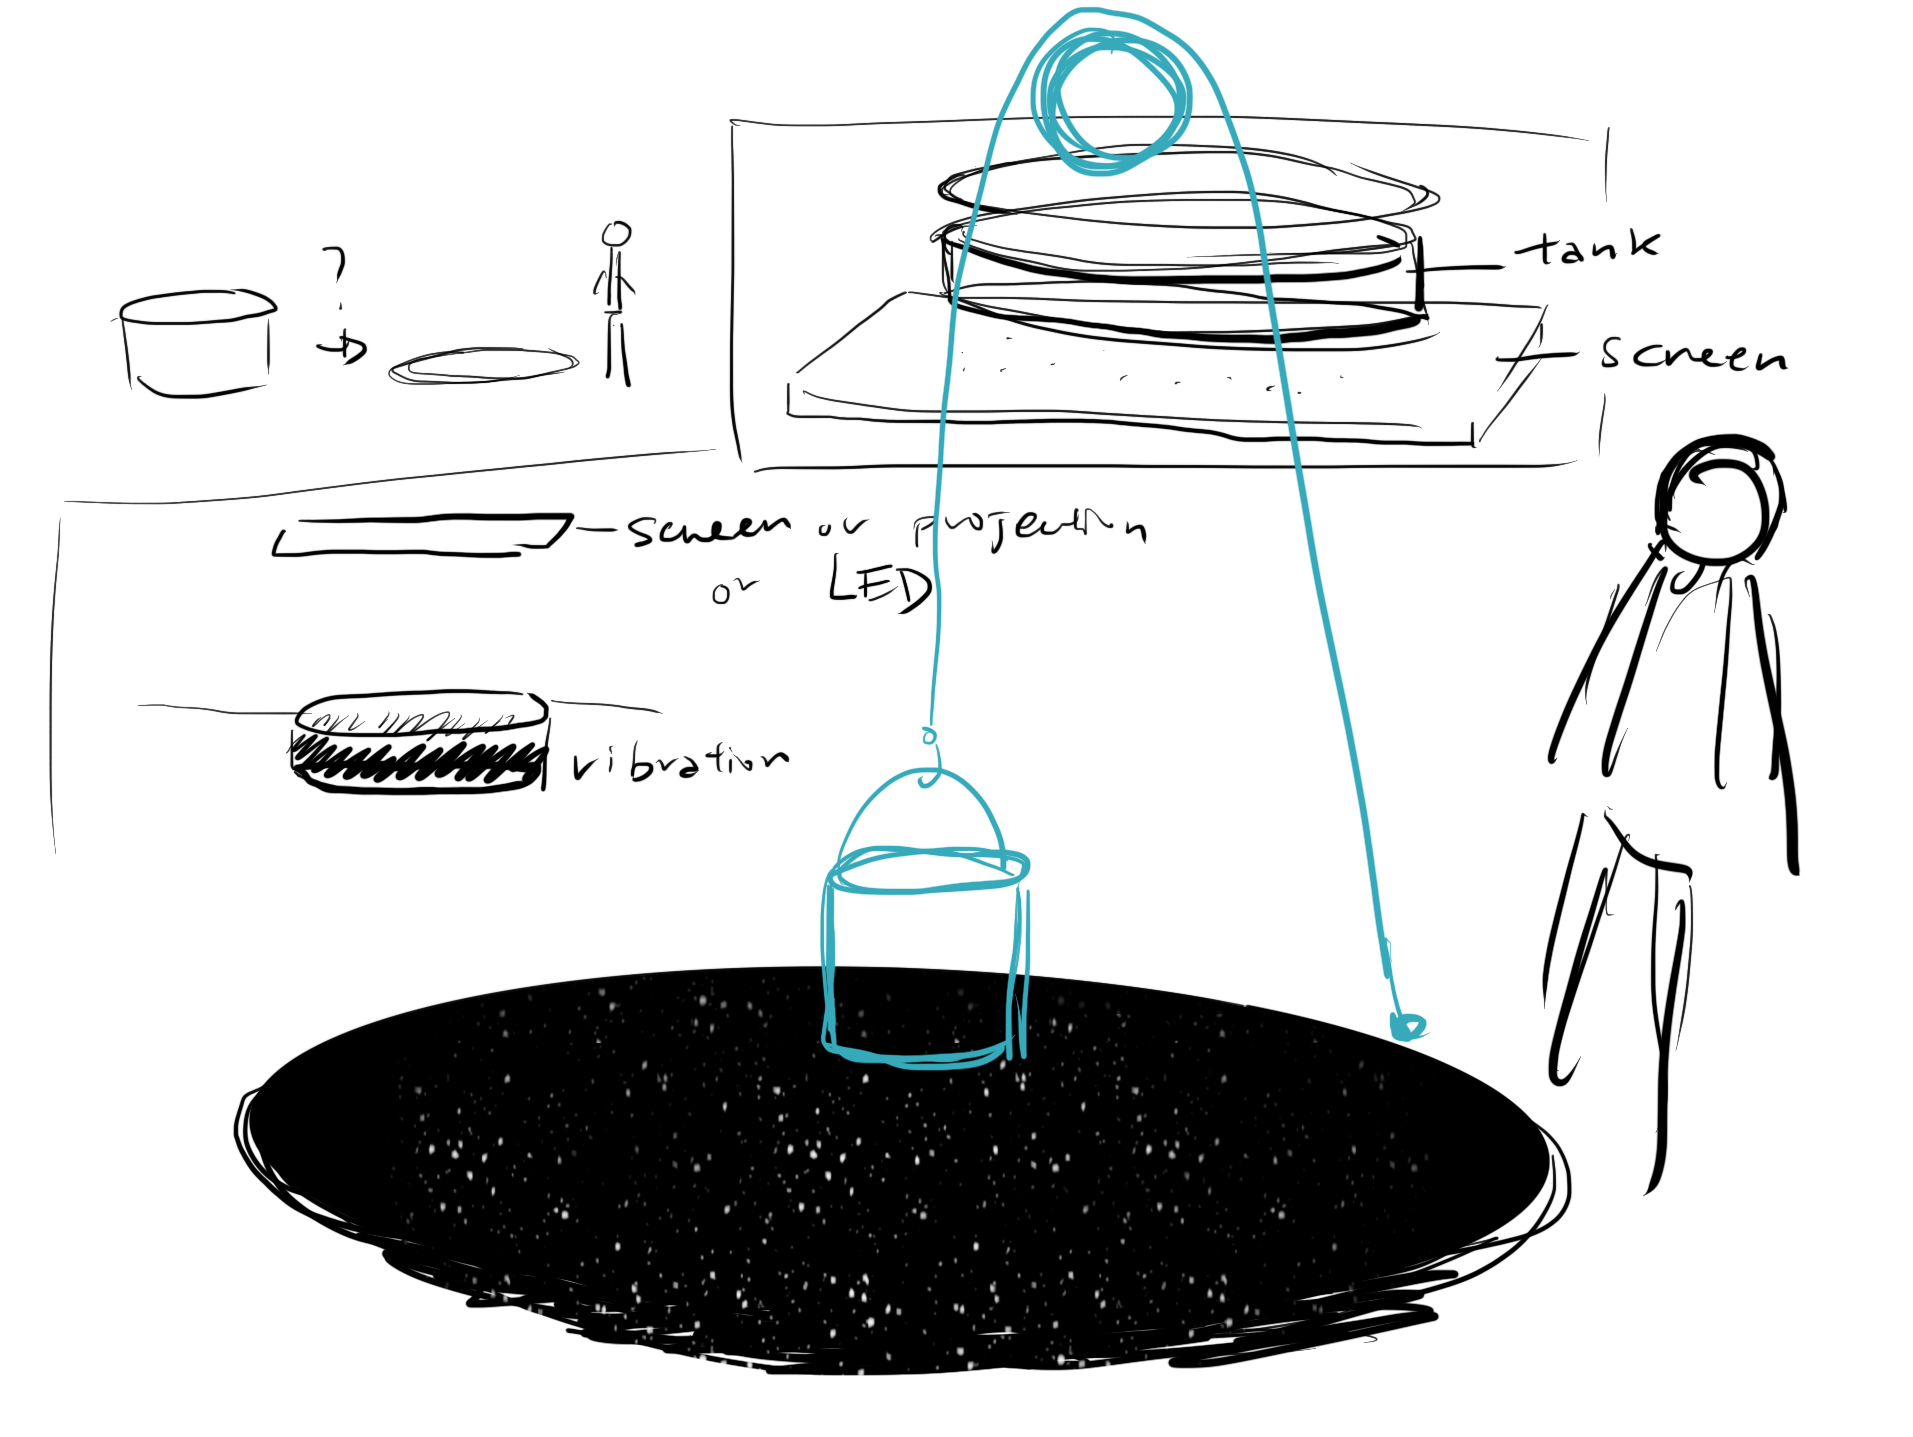 ?
tank
screen
screen or projection
or LED
vibration